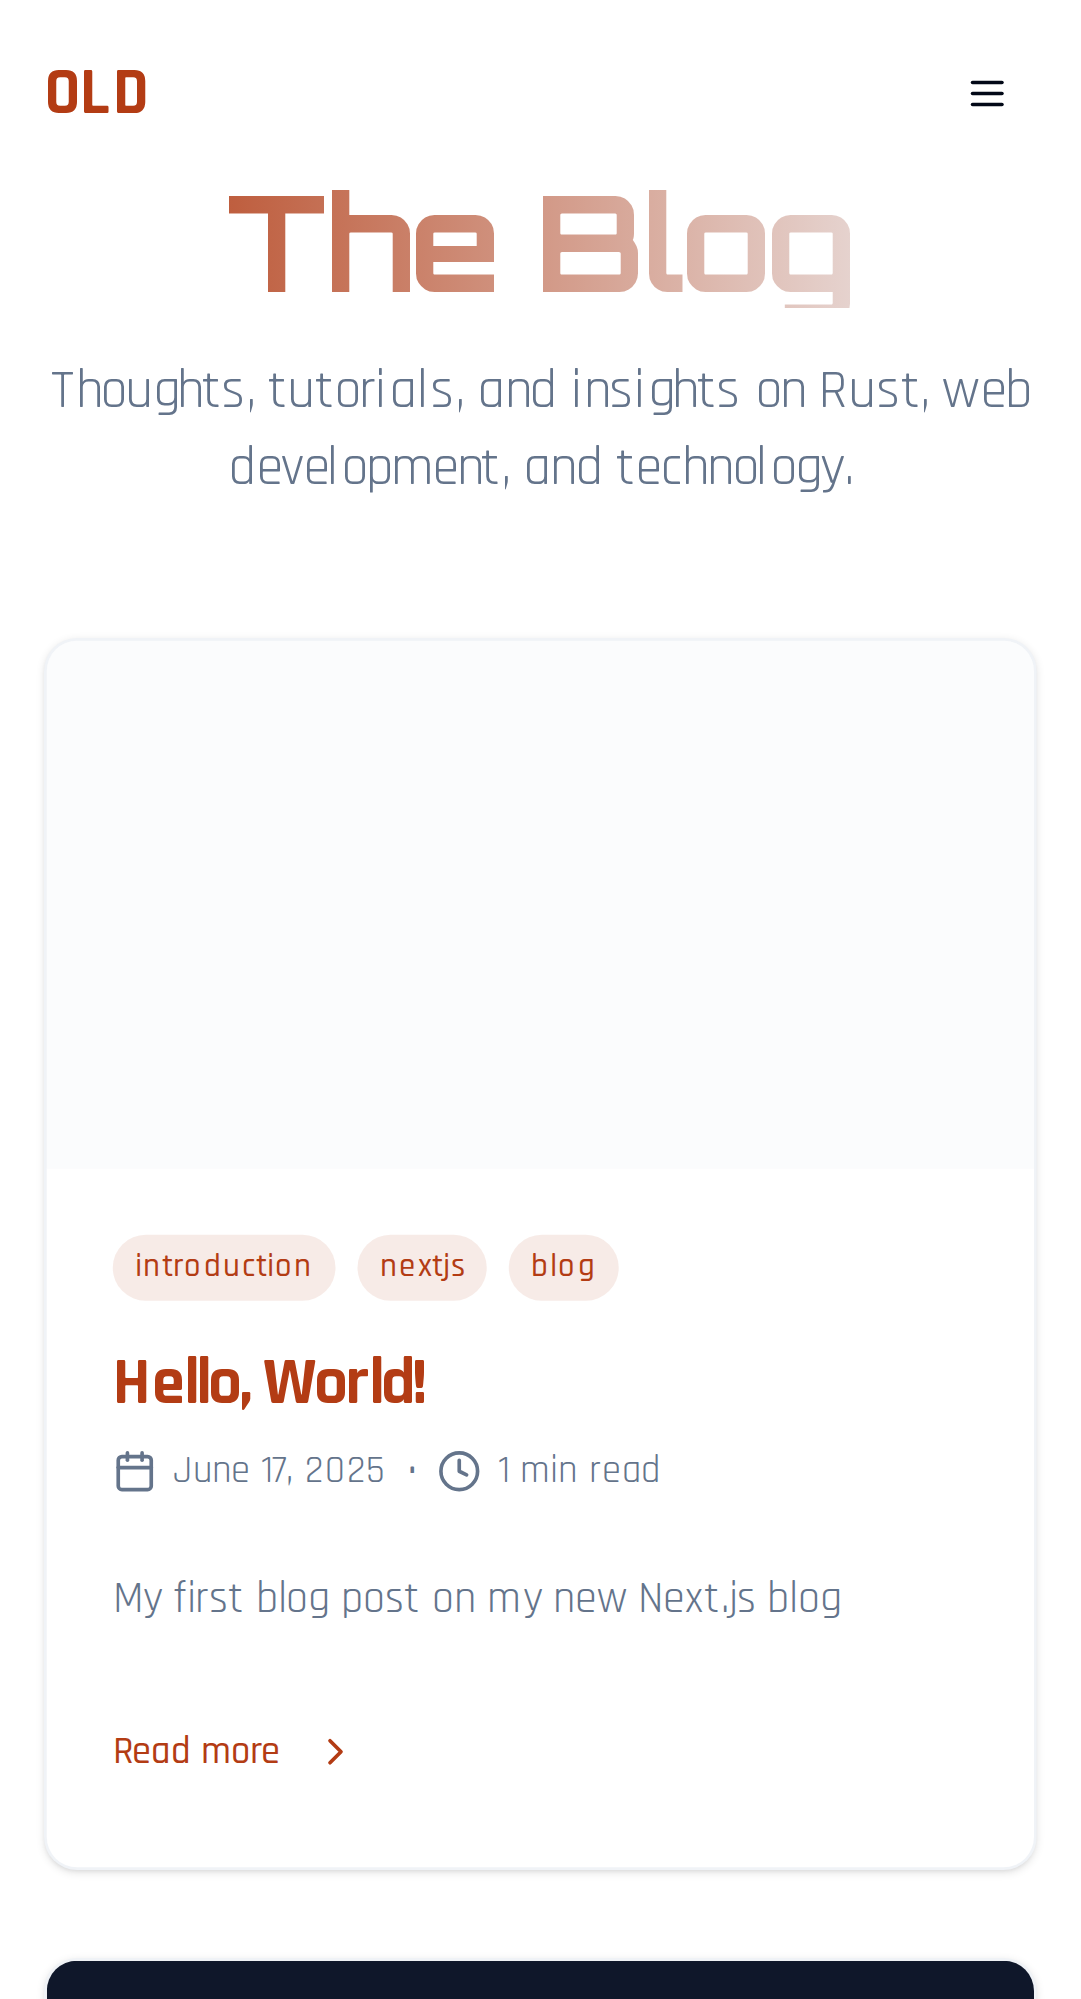 OLD
The Blog
Thoughts, tutorials, and insights on Rust, web
development, and technology.
introduction nextjs blog
Hello, World!
June 17, 2025 · 1 min read
My first blog post on my new Next.js blog
Read more